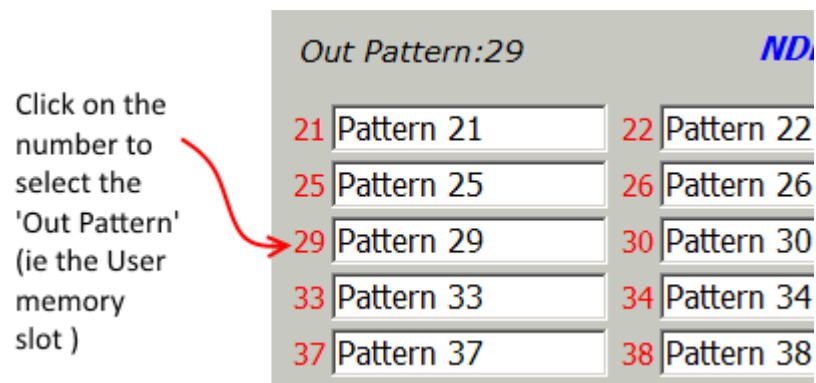 Out Pattern:29
Click on the
number to
select the
'Out Pattern'
(ie the User
memory
slot )
21 Pattern 21 22 Pattern 22
25 Pattern 25 26 Pattern 26
29 Pattern 29 30 Pattern 30
33 Pattern 33 34 Pattern 34
37 Pattern 37 38 Pattern 38